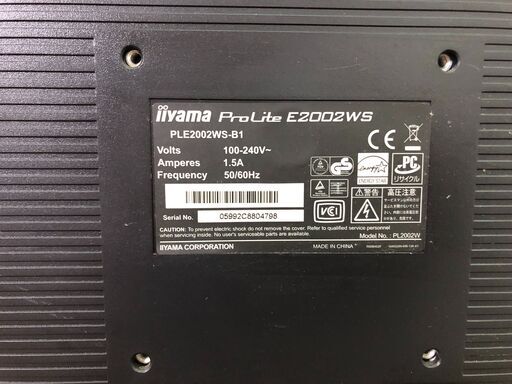 iiyama ProLite E2002WS
PLE2002WS-B1
Volts 100-240V~
Amperes 1.5A
Frequency 50/60Hz
CE
ENERGY STAR
PC
リサイクル
Serial No. 05992C8804798
VCCI
警告 高圧注意
CAUTION: To prevent electric shock do not remove the cover. Refer to qualified service personnel
when servicing inside. No user's serviceable parts are available.
Model No. : PL2002W
IIYAMA CORPORATION
MADE IN CHINA